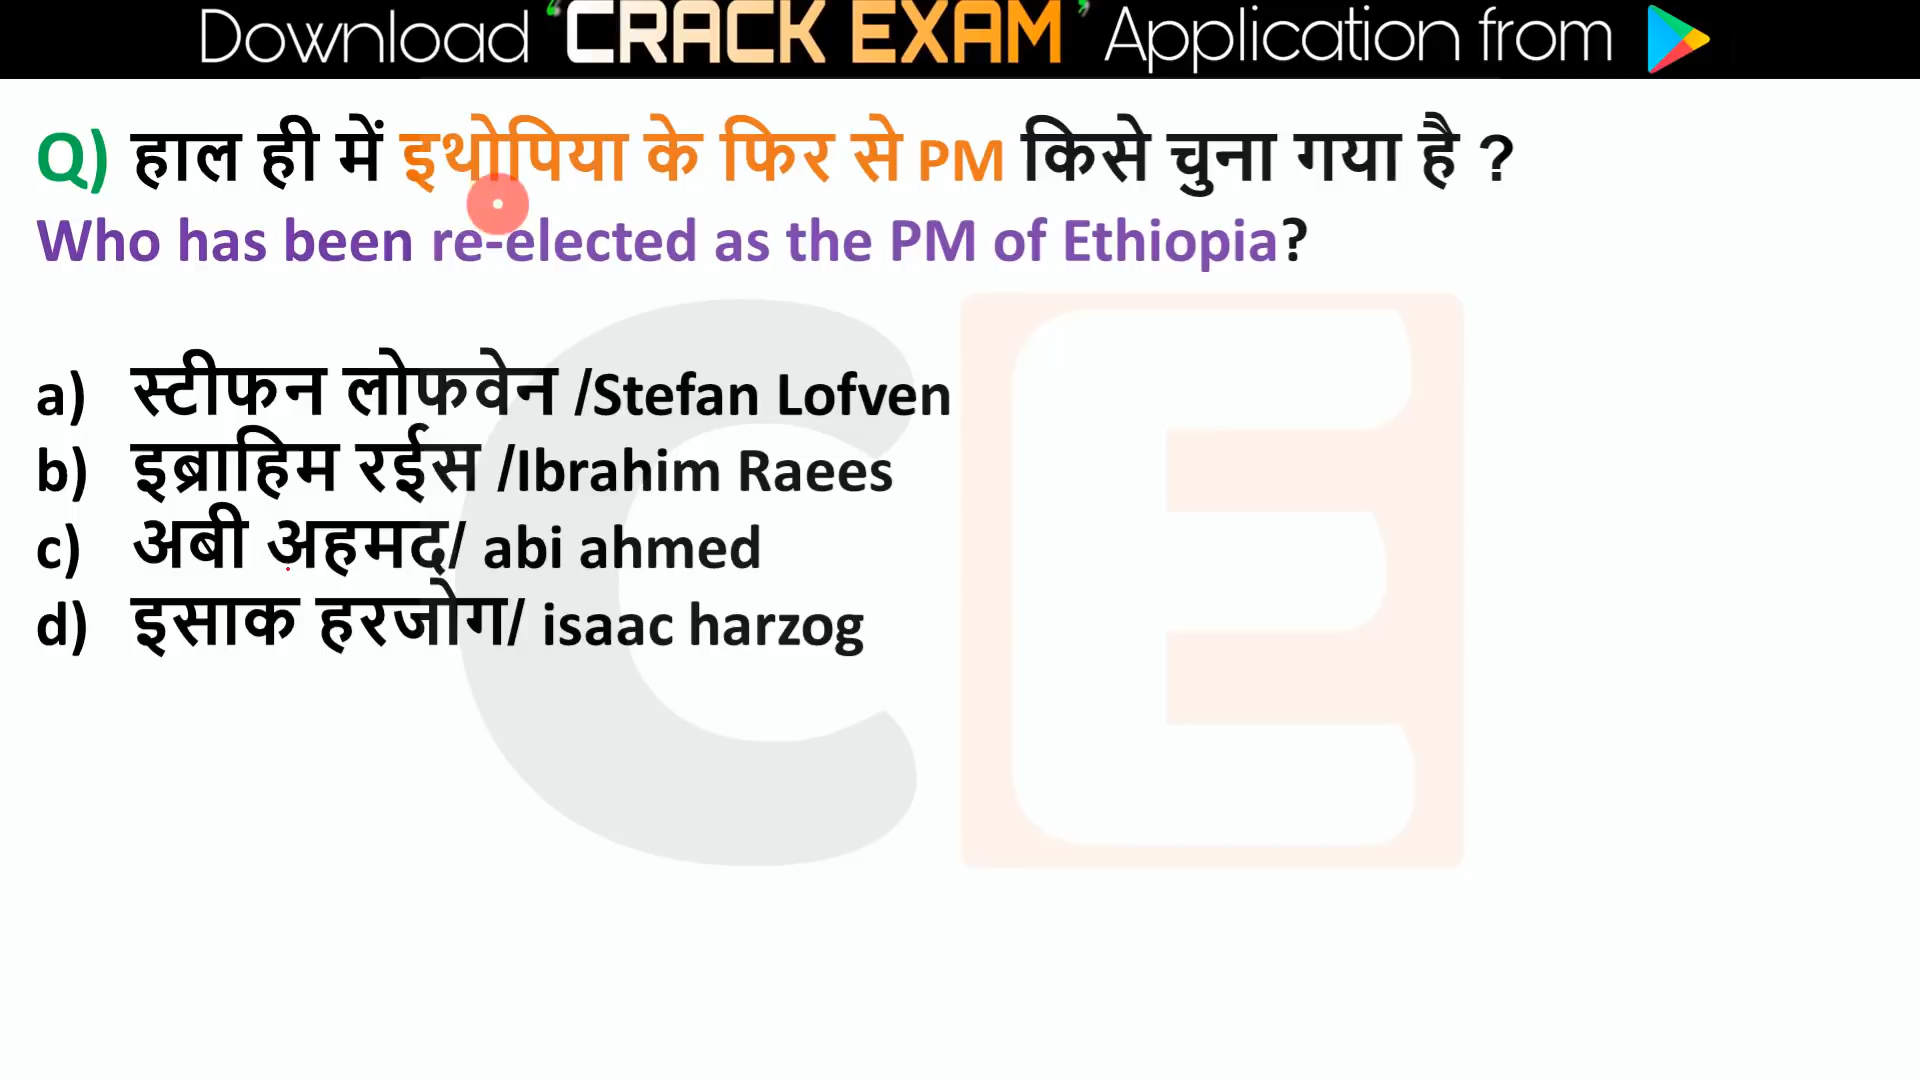 Download ‘CRACK EXAM’ Application from
Q) हाल ही में इथोपिया के फिर से PM किसे चुना गया है ?
Who has been re-elected as the PM of Ethiopia?
a) स्टीफन लोफवेन /Stefan Lofven
b) इब्राहिम रईस /Ibrahim Raees
c) अबी अहमद/ abi ahmed
d) इसाक हरजोग/ isaac harzog
CE